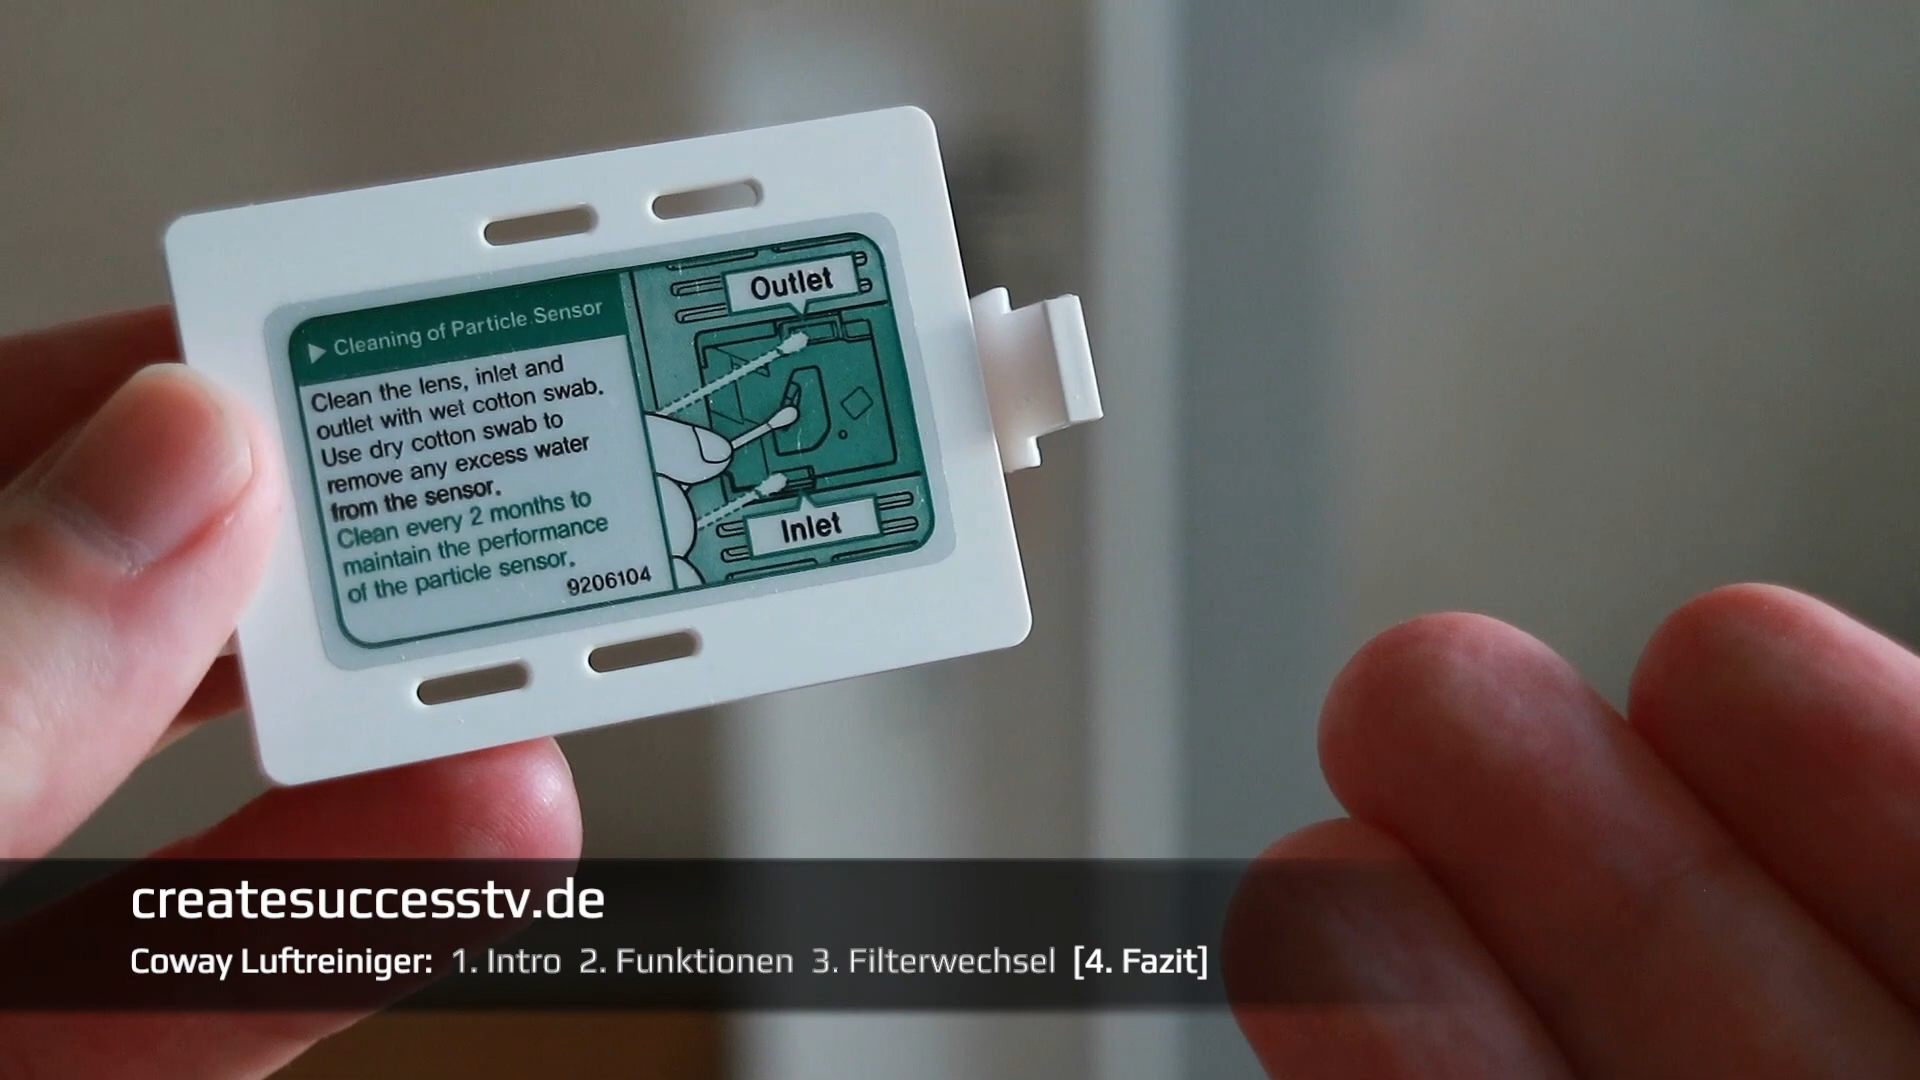 ▶ Cleaning of Particle Sensor
Clean the lens, inlet and
outlet with wet cotton swab.
Use dry cotton swab to
remove any excess water
from the sensor.
Clean every 2 months to
maintain the performance
of the particle sensor.
9206104
Outlet
Inlet
createsuccesstv.de
Coway Luftreiniger: 1. Intro 2. Funktionen 3. Filterwechsel [4. Fazit]